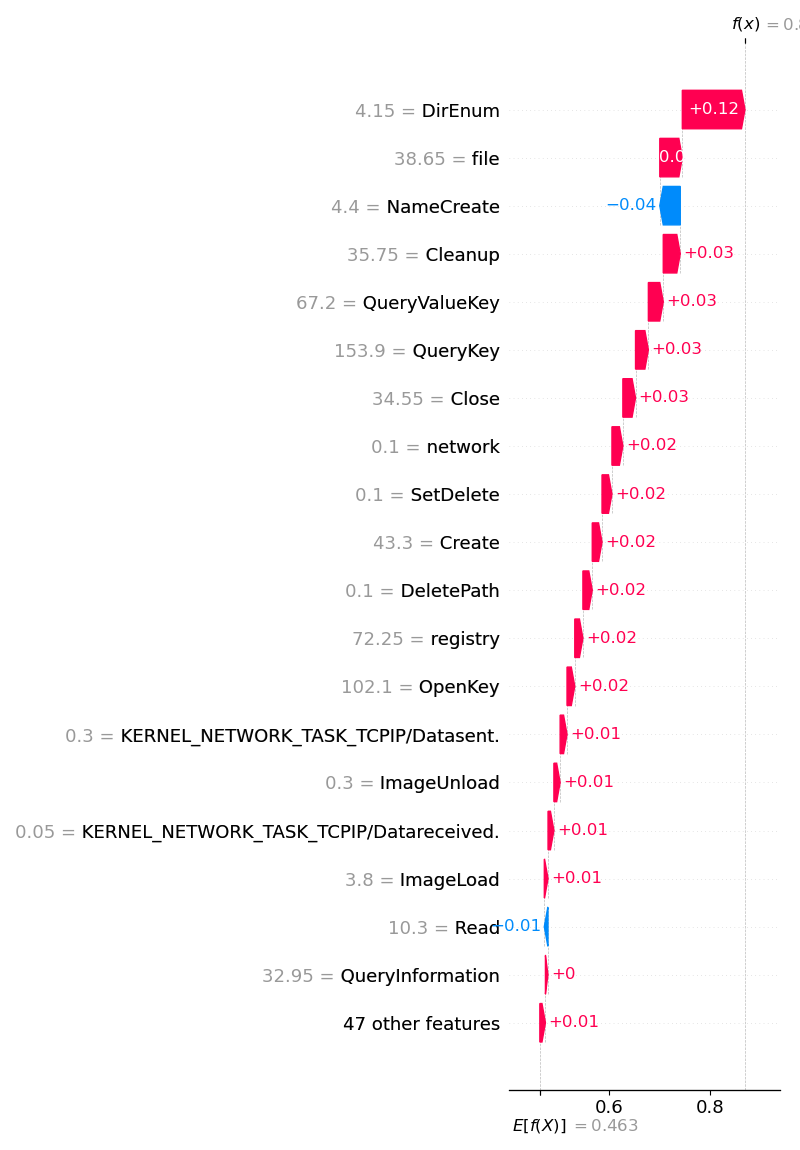 f(x) = 0.8
4.15 = DirEnum +0.12
38.65 = file
4.4 = NameCreate −0.04
35.75 = Cleanup +0.03
67.2 = QueryValueKey +0.03
153.9 = QueryKey +0.03
34.55 = Close +0.03
0.1 = network +0.02
0.1 = SetDelete +0.02
43.3 = Create +0.02
0.1 = DeletePath +0.02
72.25 = registry +0.02
102.1 = OpenKey +0.02
0.3 = KERNEL_NETWORK_TASK_TCPIP/Datasent. +0.01
0.3 = ImageUnload +0.01
0.05 = KERNEL_NETWORK_TASK_TCPIP/Datareceived. +0.01
3.8 = ImageLoad +0.01
10.3 = Read −0.01
32.95 = QueryInformation +0
47 other features +0.01
0.6 0.8
E[f(X)] = 0.463